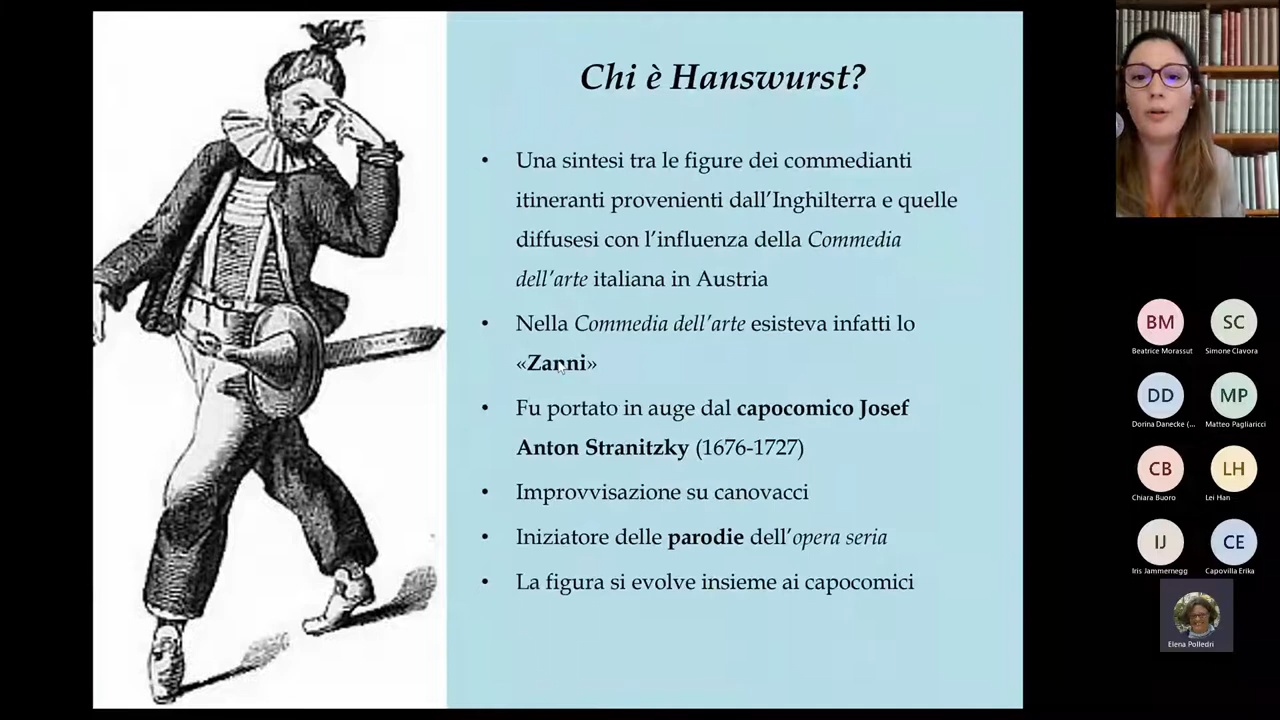 Chi è Hanswurst?
• Una sintesi tra le figure dei commedianti
itineranti provenienti dall’Inghilterra e quelle
diffusesi con l’influenza della Commedia
dell’arte italiana in Austria
• Nella Commedia dell’arte esisteva infatti lo
«Zanni»
• Fu portato in auge dal capocomico Josef
Anton Stranitzky (1676-1727)
• Improvvisazione su canovacci
• Iniziatore delle parodie dell’opera seria
• La figura si evolve insieme ai capocomici
BM SC
Beatrice Morassut Simone Clavora
DD MP
Dorina Danecke (... Matteo Pagliaricci
CB LH
Chiara Buoro Lei Han
IJ CE
Iris Jammernegg Capovilla Erika
Elena Polledri